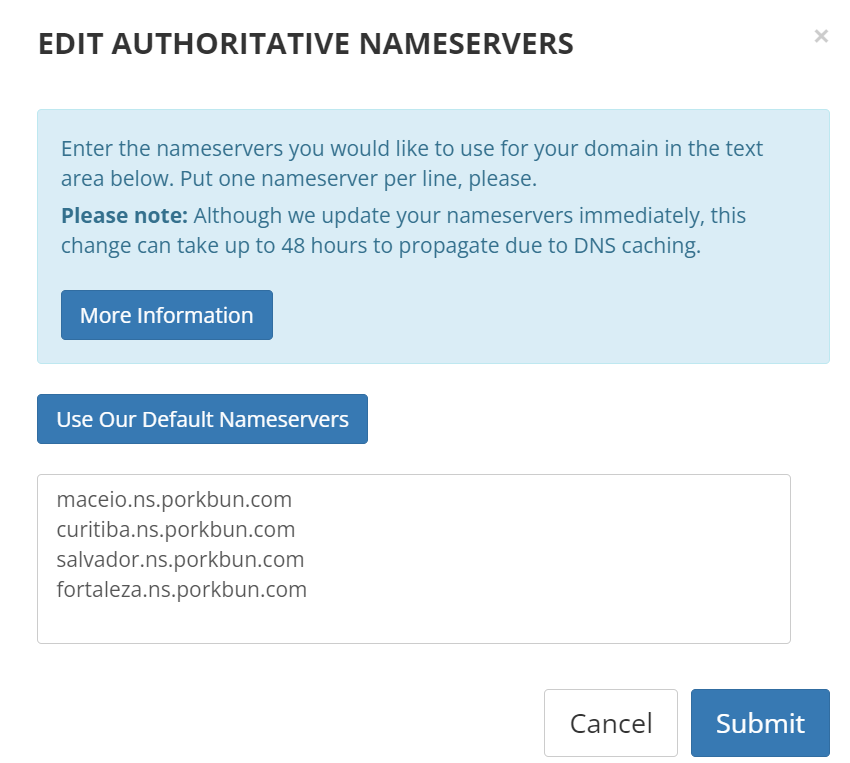 EDIT AUTHORITATIVE NAMESERVERS
×
Enter the nameservers you would like to use for your domain in the text
area below. Put one nameserver per line, please.
Please note: Although we update your nameservers immediately, this
change can take up to 48 hours to propagate due to DNS caching.
More Information
Use Our Default Nameservers
maceio.ns.porkbun.com
curitiba.ns.porkbun.com
salvador.ns.porkbun.com
fortaleza.ns.porkbun.com
Cancel
Submit